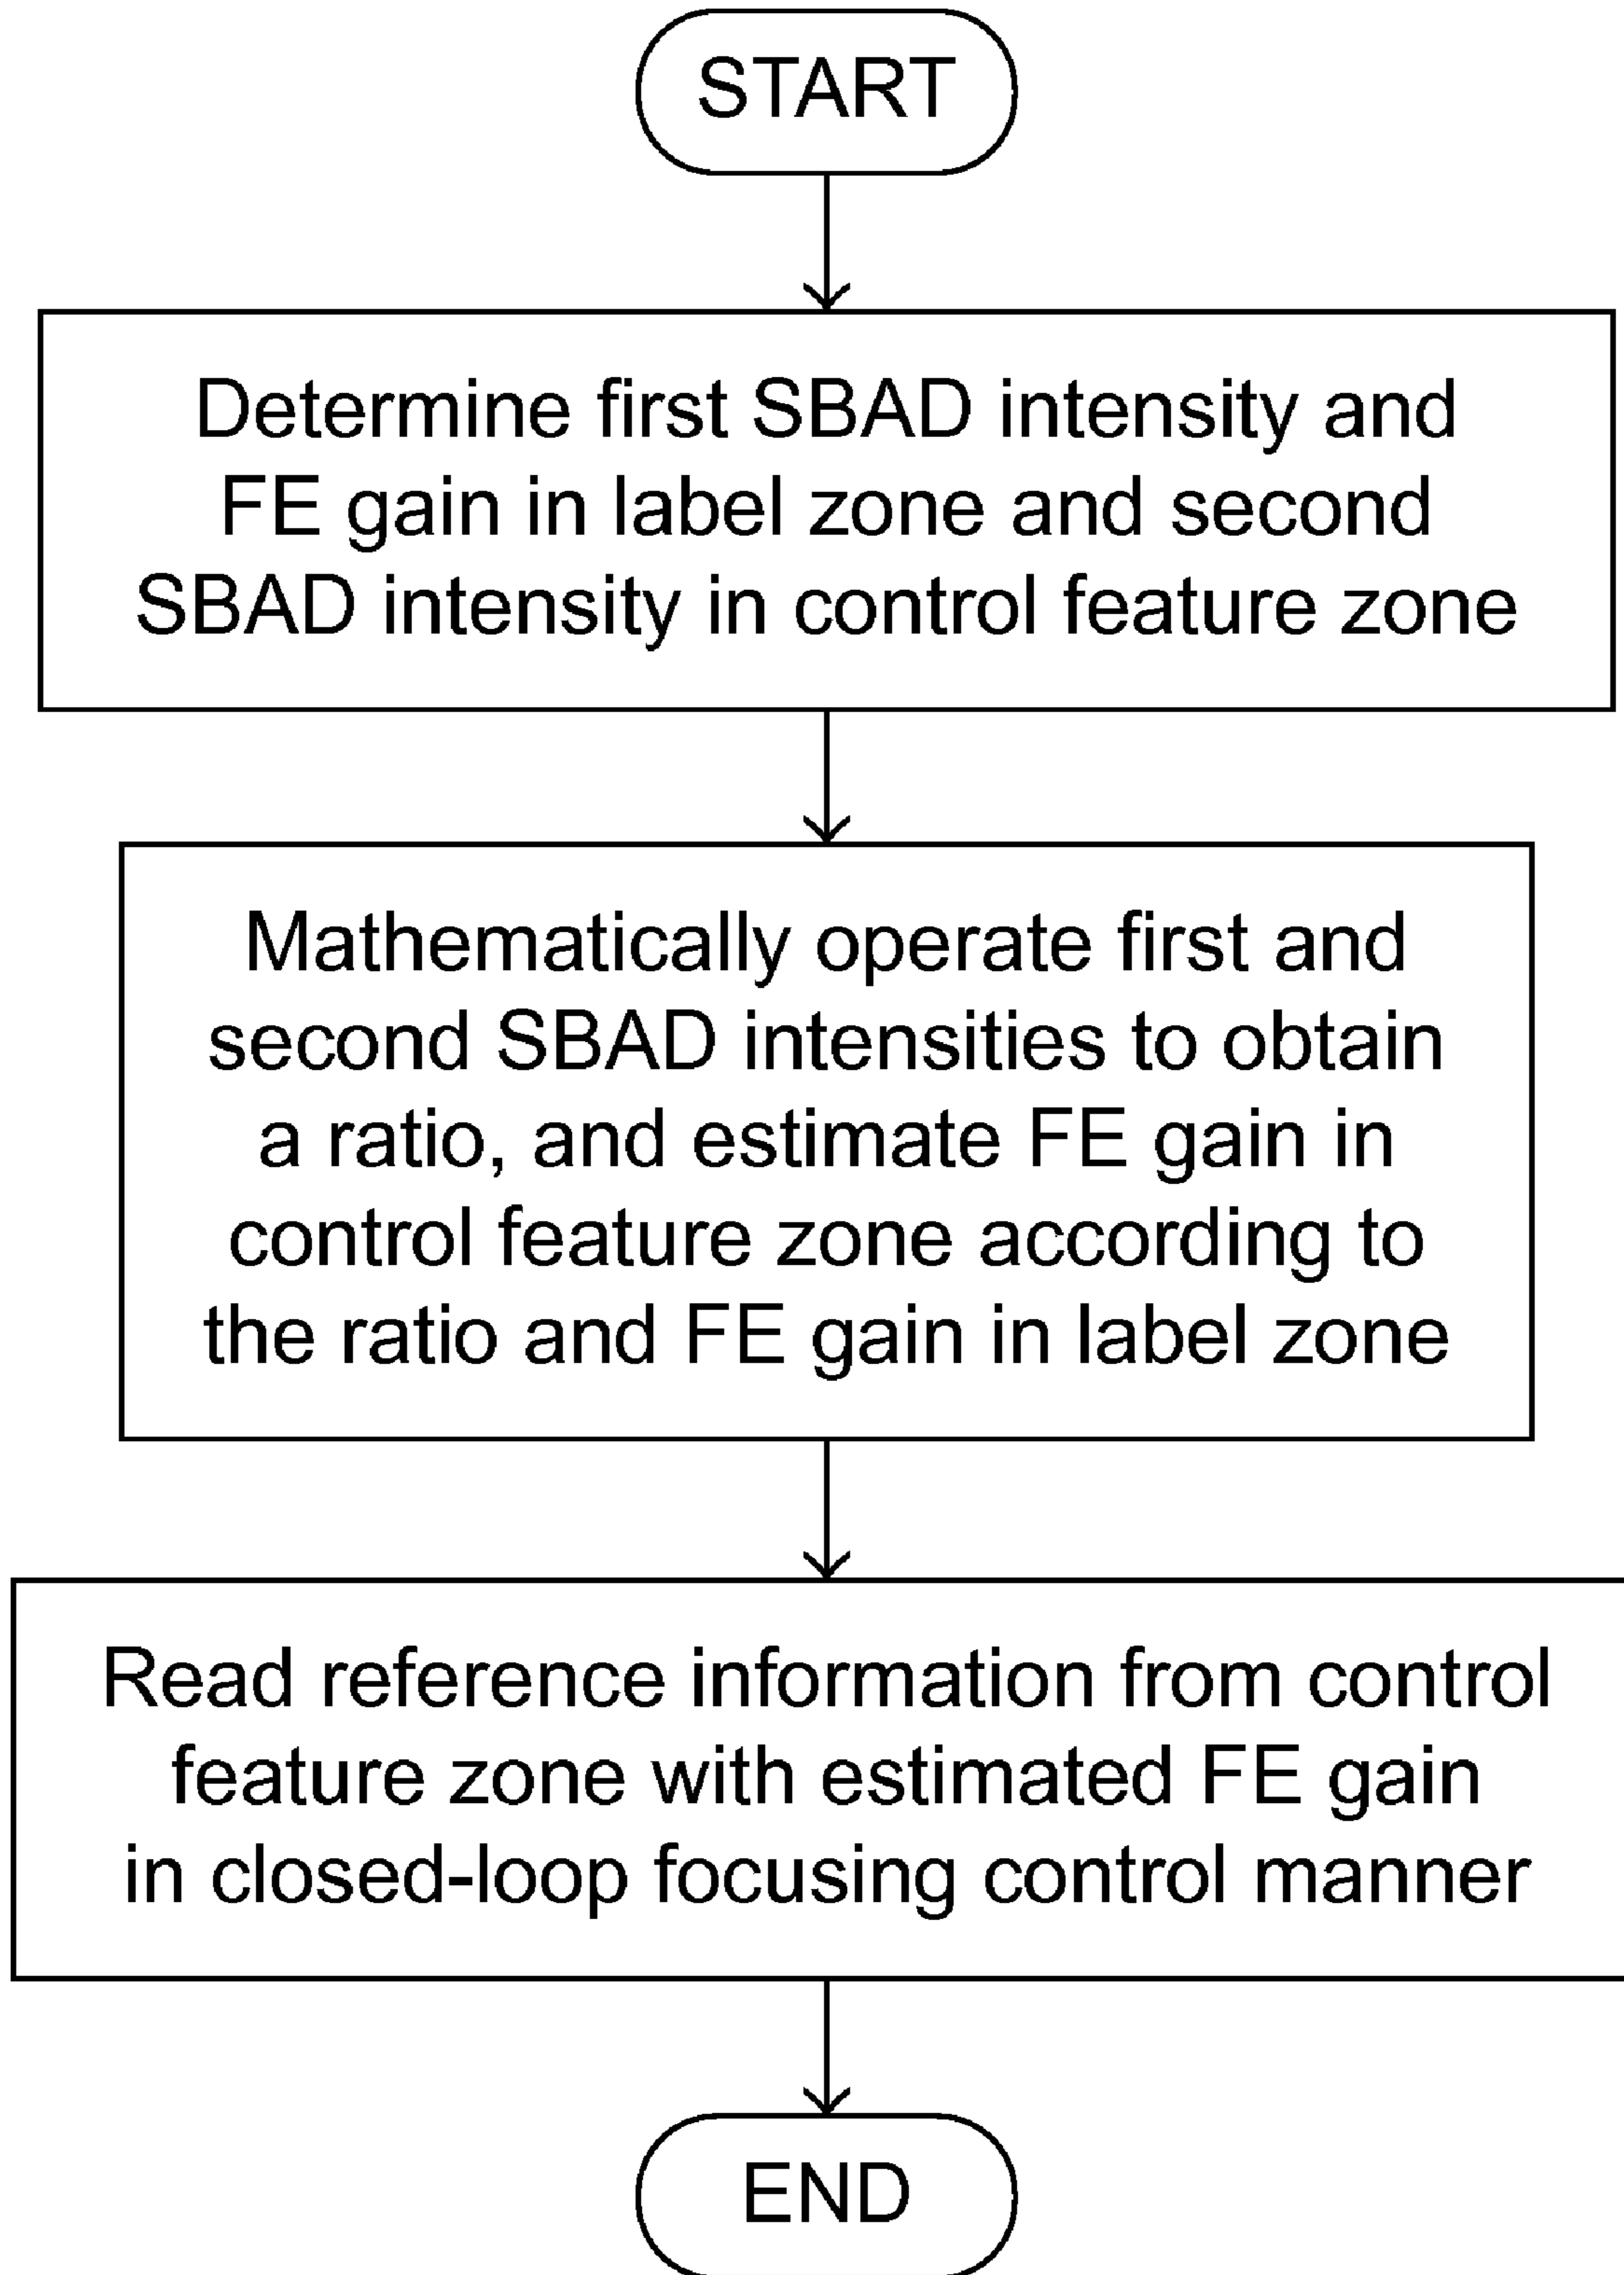 START
Determine first SBAD intensity and
FE gain in label zone and second
SBAD intensity in control feature zone
Mathematically operate first and
second SBAD intensities to obtain
a ratio, and estimate FE gain in
control feature zone according to
the ratio and FE gain in label zone
Read reference information from control
feature zone with estimated FE gain
in closed-loop focusing control manner
END